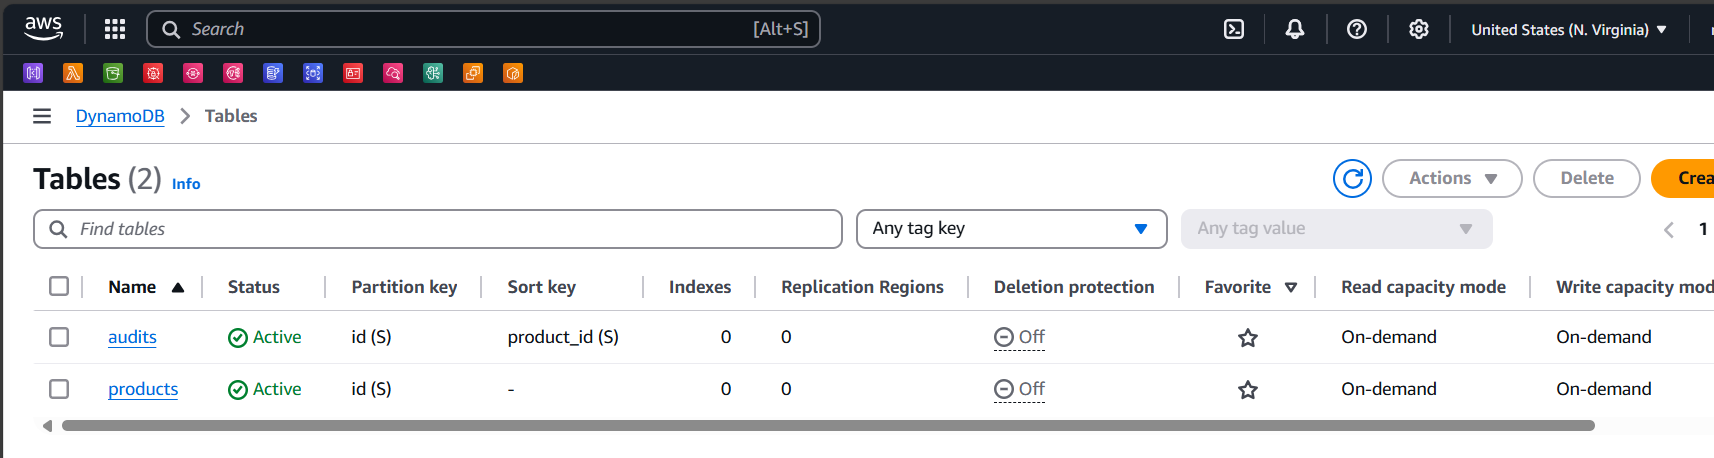 aws Search [Alt+S] United States (N. Virginia)
DynamoDB Tables
Tables (2) Info Actions Delete Crea
Find tables Any tag key Any tag value 1
Name Status Partition key Sort key Indexes Replication Regions Deletion protection Favorite Read capacity mode Write capacity mod
audits Active id (S) product_id (S) 0 0 Off On-demand On-demand
products Active id (S) - 0 0 Off On-demand On-demand